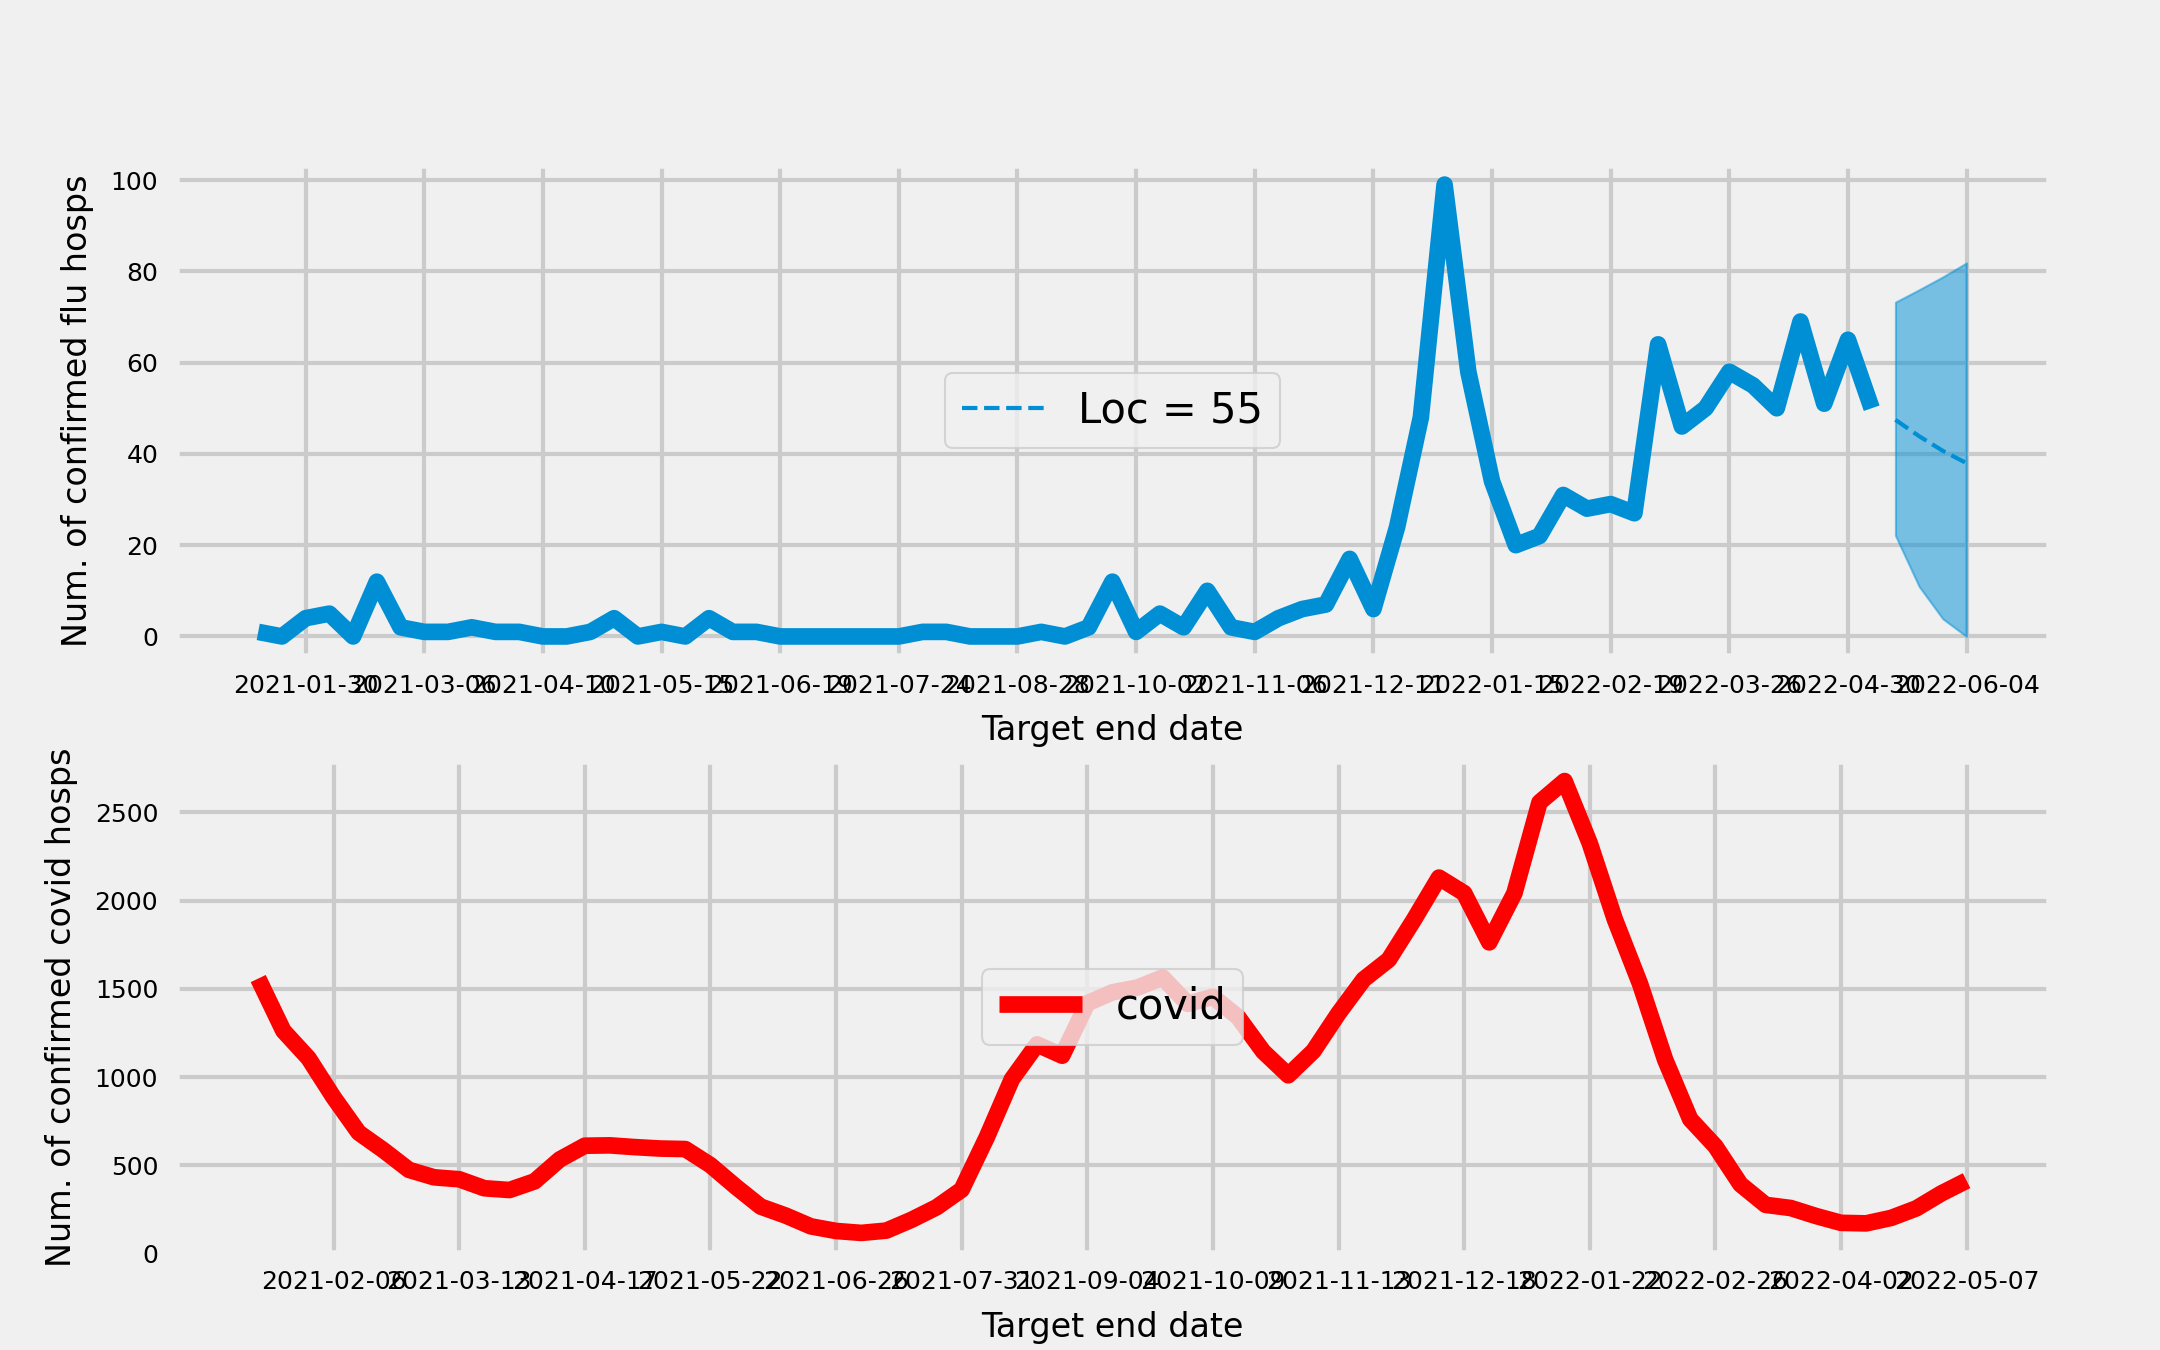 Num. of confirmed flu hosps
100
80
60
40
20
0
Loc = 55
2021-01-30 2021-03-06 2021-04-10 2021-05-15 2021-06-19 2021-07-24 2021-08-28 2021-10-02 2021-11-06 2021-12-11 2022-01-15 2022-02-19 2022-03-26 2022-04-30 2022-06-04
Target end date
Num. of confirmed covid hosps
2500
2000
1500
1000
500
0
covid
2021-02-06 2021-03-13 2021-04-17 2021-05-22 2021-06-26 2021-07-31 2021-09-04 2021-10-09 2021-11-13 2021-12-18 2022-01-22 2022-02-26 2022-04-02 2022-05-07
Target end date